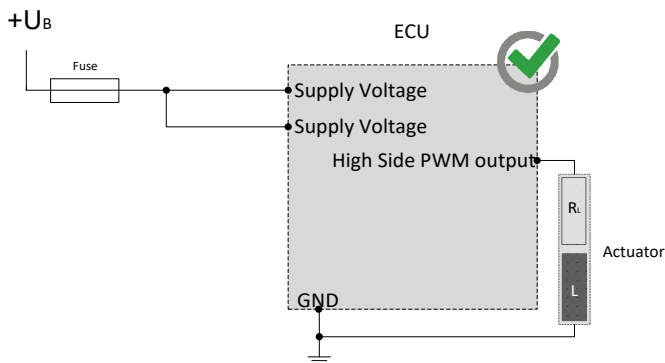 +UB
Fuse
ECU
Supply Voltage
Supply Voltage
High Side PWM output
RL
Actuator
L
GND